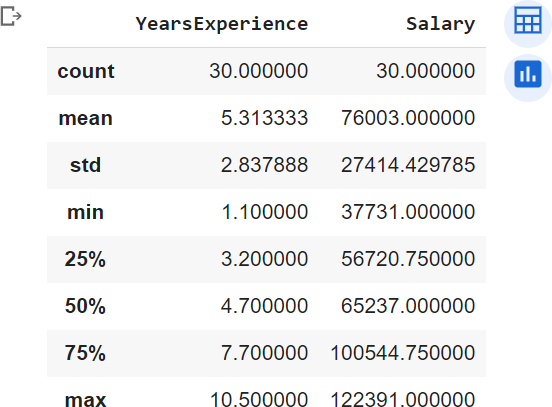 YearsExperience Salary
count 30.000000 30.000000
mean 5.313333 76003.000000
std 2.837888 27414.429785
min 1.100000 37731.000000
25% 3.200000 56720.750000
50% 4.700000 65237.000000
75% 7.700000 100544.750000
max 10.500000 122391.000000